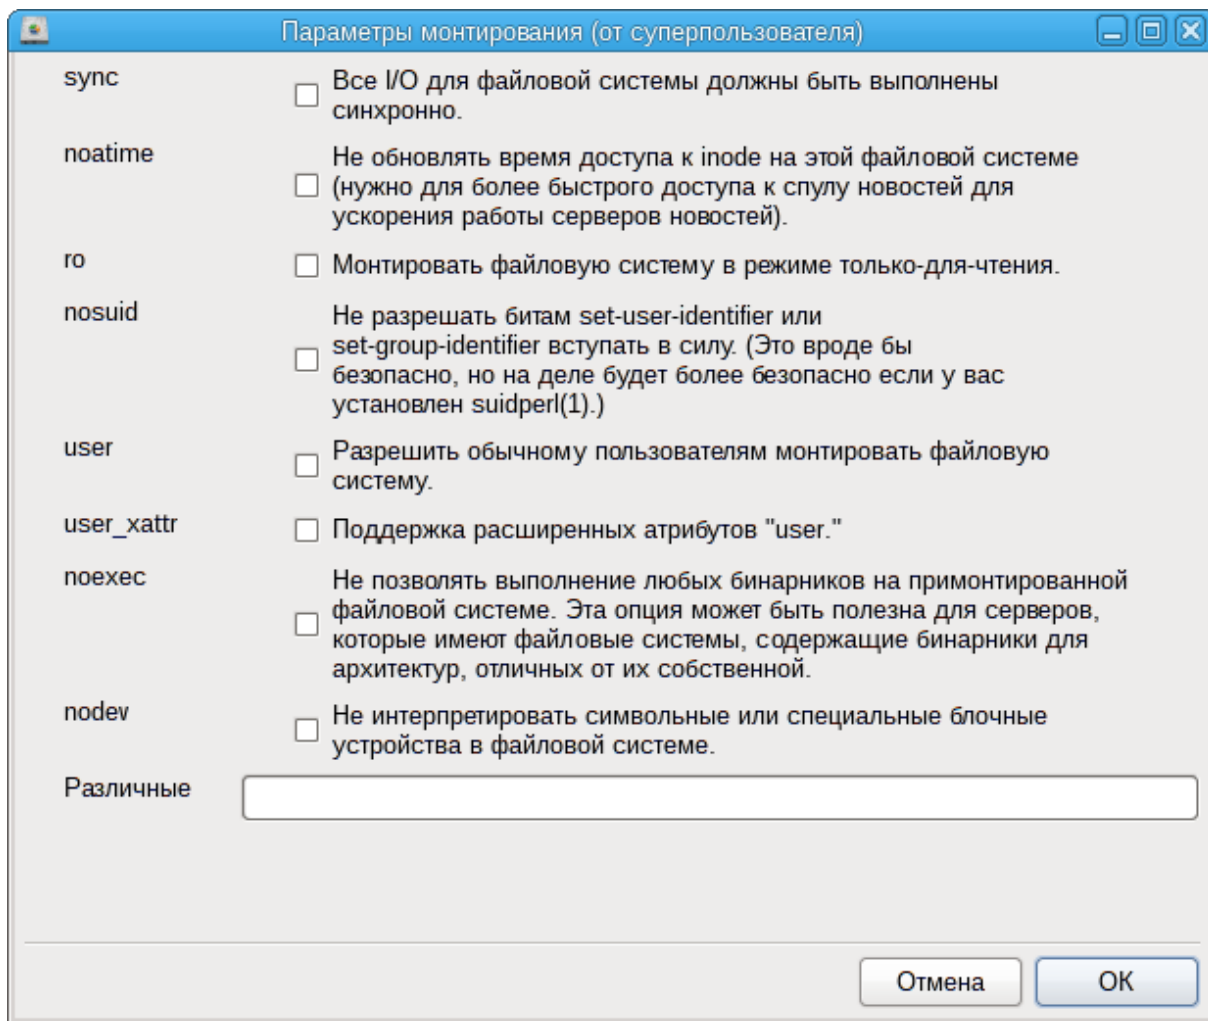 Параметры монтирования (от суперпользователя)
sync
Все I/O для файловой системы должны быть выполнены
синхронно.
noatime
Не обновлять время доступа к inode на этой файловой системе
(нужно для более быстрого доступа к спулу новостей для
ускорения работы серверов новостей).
ro
Монтировать файловую систему в режиме только-для-чтения.
nosuid
Не разрешать битам set-user-identifier или
set-group-identifier вступать в силу. (Это вроде бы
безопасно, но на деле будет более безопасно если у вас
установлен suidperl(1).)
user
Разрешить обычному пользователям монтировать файловую
систему.
user_xattr
Поддержка расширенных атрибутов "user."
noexec
Не позволять выполнение любых бинарников на примонтированной
файловой системе. Эта опция может быть полезна для серверов,
которые имеют файловые системы, содержащие бинарники для
архитектур, отличных от их собственной.
nodev
Не интерпретировать символьные или специальные блочные
устройства в файловой системе.
Различные
Отмена
ОК